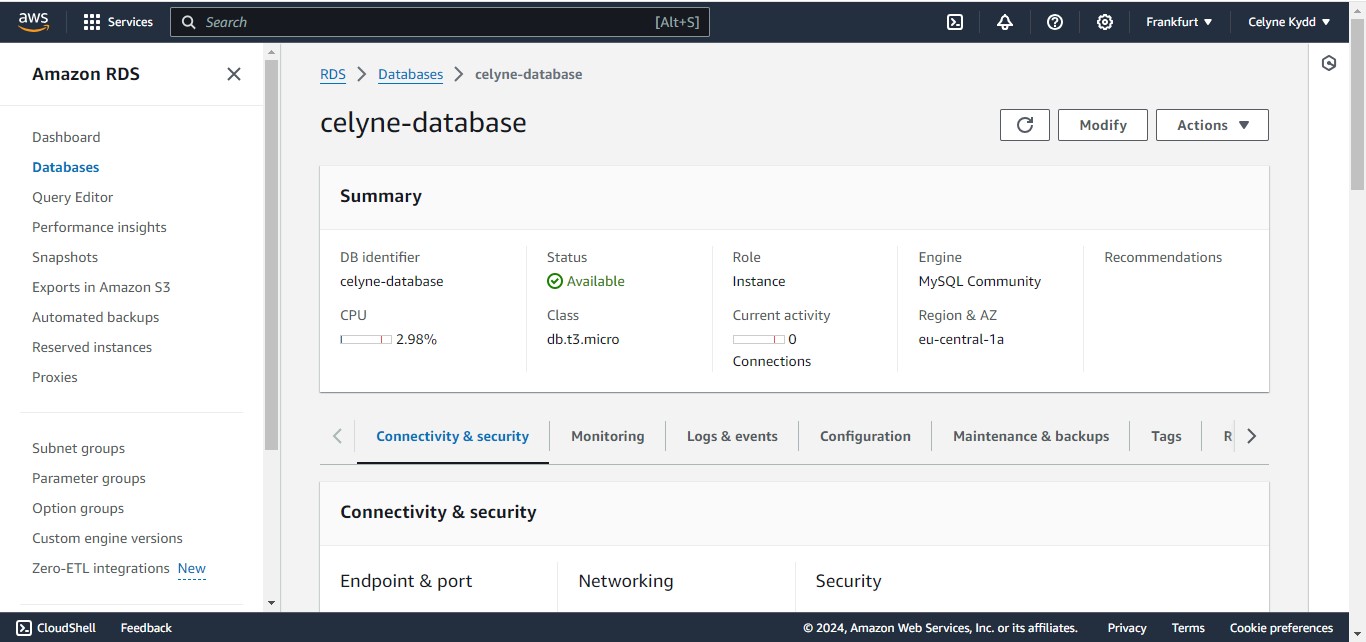 aws Services Search [Alt+S] Frankfurt ▼ Celyne Kydd ▼
Amazon RDS
Dashboard
Databases
Query Editor
Performance insights
Snapshots
Exports in Amazon S3
Automated backups
Reserved instances
Proxies
Subnet groups
Parameter groups
Option groups
Custom engine versions
Zero-ETL integrations New
RDS > Databases > celyne-database
celyne-database
Modify Actions ▼
Summary
DB identifier
celyne-database
CPU
2.98%
Status
Available
Class
db.t3.micro
Role
Instance
Current activity
0
Connections
Engine
MySQL Community
Region & AZ
eu-central-1a
Recommendations
Connectivity & security Monitoring Logs & events Configuration Maintenance & backups Tags R
Connectivity & security
Endpoint & port Networking Security
CloudShell Feedback © 2024, Amazon Web Services, Inc. or its affiliates. Privacy Terms Cookie preferences